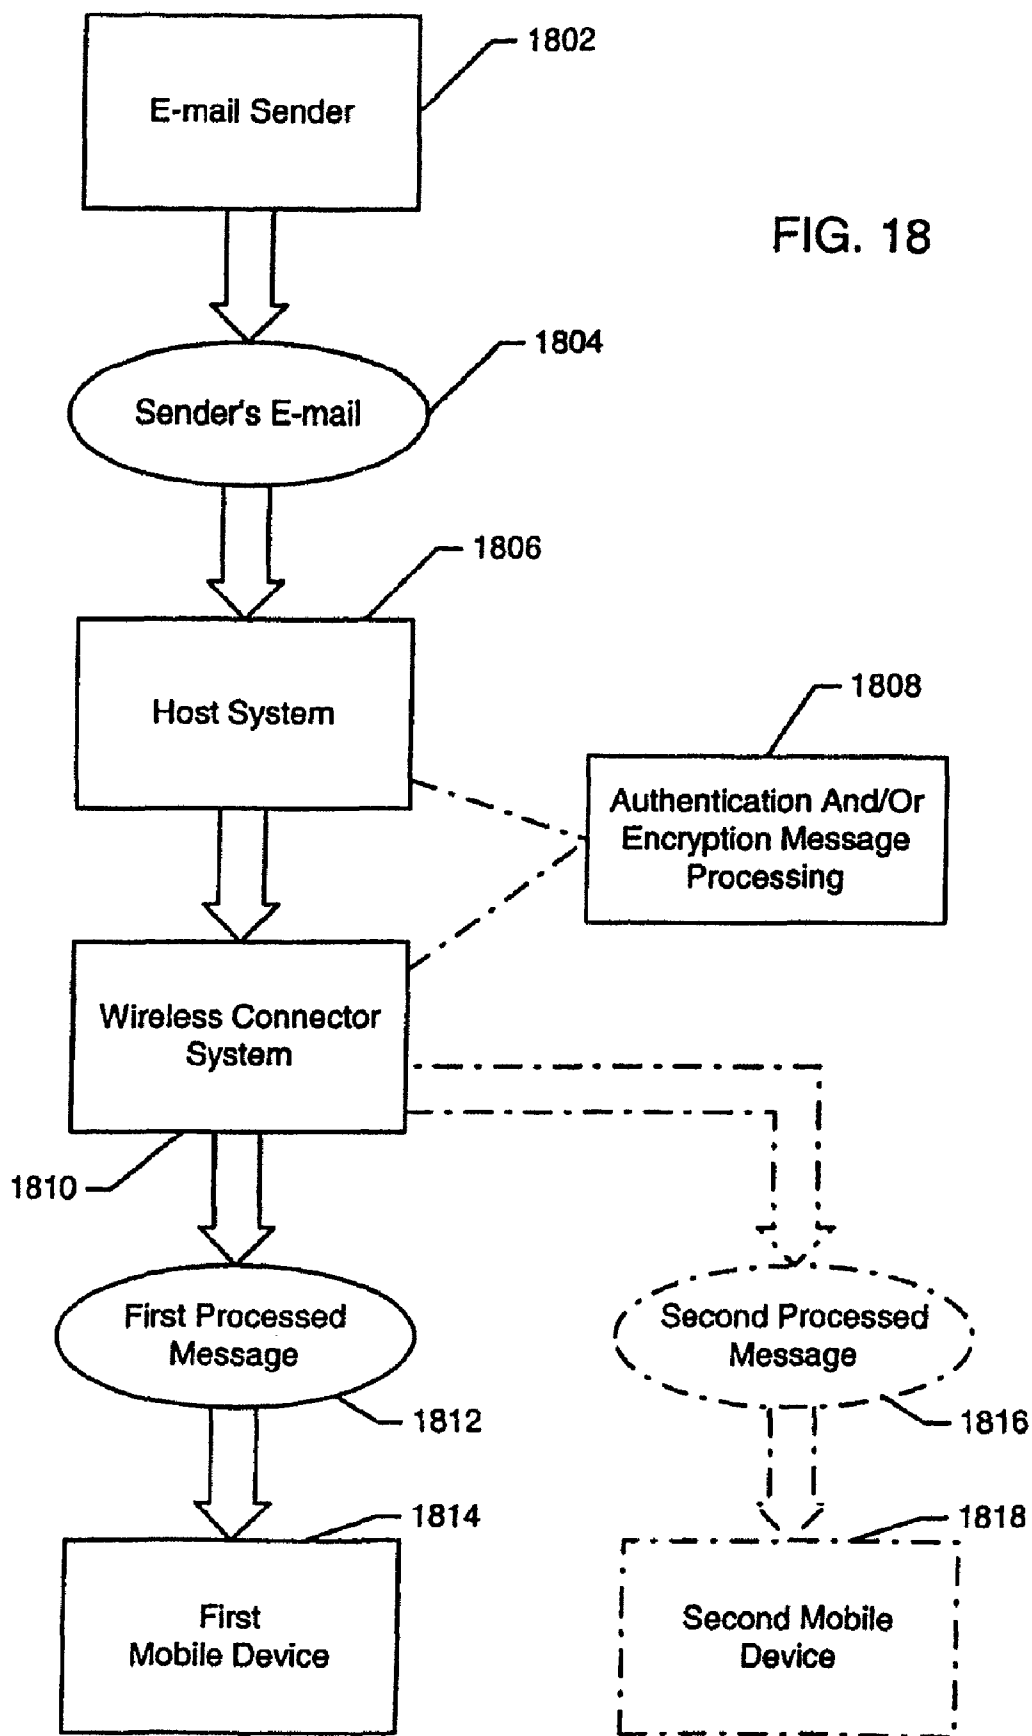 1802
E-mail Sender
FIG. 18
1804
Sender's E-mail
1806
Host System
1808
Authentication And/Or
Encryption Message
Processing
Wireless Connector
System
1810
First Processed
Message
1812
Second Processed
Message
1816
1814
First
Mobile Device
1818
Second Mobile
Device